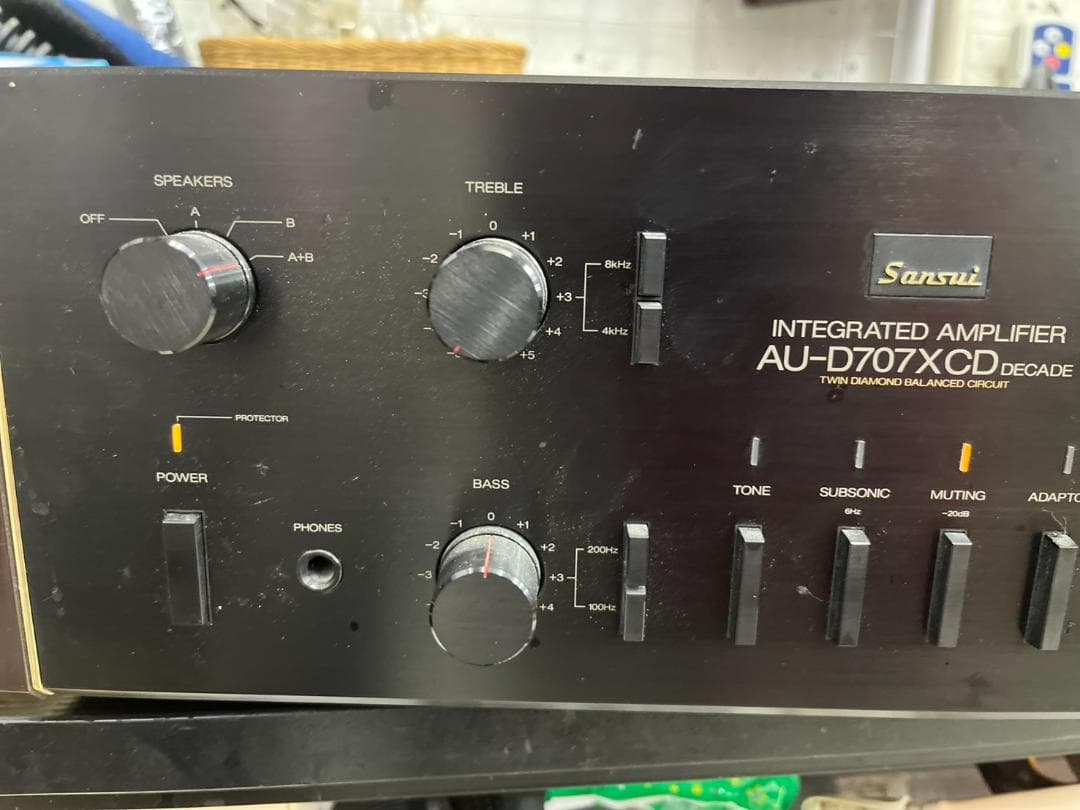 SPEAKERS
OFF
A
B
A+B
TREBLE
-1 0 +1
-2 +2
-3 +3
+4
+5
8kHz
4kHz
Sansui
INTEGRATED AMPLIFIER
AU-D707XCD DECADE
TWIN DIAMOND BALANCED CIRCUIT
PROTECTOR
POWER
PHONES
BASS
-1 0 +1
-2 +2
-3 +3
+4
200Hz
100Hz
TONE
SUBSONIC
6Hz
MUTING
-20dB
ADAPTO